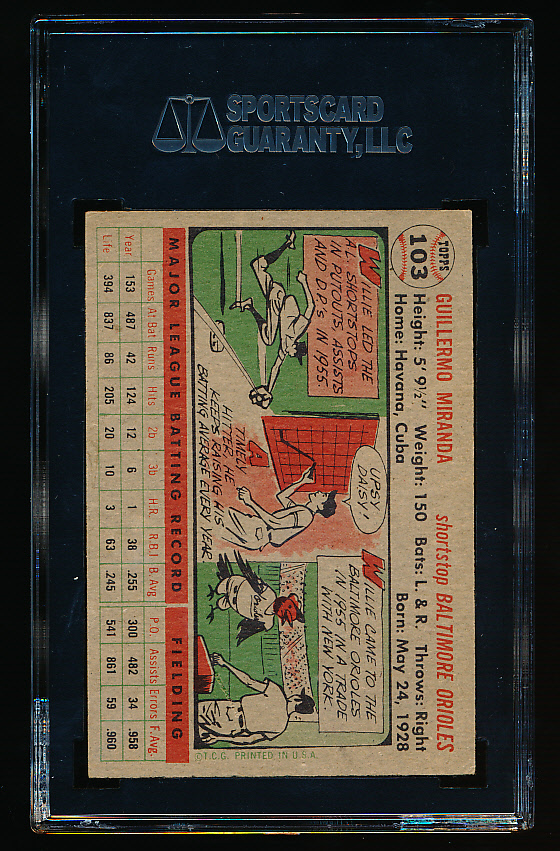 SPORTSCARD
GUARANTY, LLC
TOPPS
103
GUILLERMO MIRANDA shortstop BALTIMORE ORIOLES
Height: 5' 9½" Weight: 150 Bats: L. & R. Throws: Right
Home: Havana, Cuba Born: May 24, 1928
WILLIE LED THE
A.L. SHORTSTOPS
IN PUTOUTS, ASSISTS
AND D.P.'s IN 1955.
UPSY
DAISY!
A
TIMELY
HITTER, HE
KEEPS RAISING HIS
BATTING AVERAGE EVERY YEAR
WILLIE CAME TO THE
BALTIMORE ORIOLES
IN 1955 IN A TRADE
WITH NEW YORK.
MAJOR LEAGUE BATTING RECORD FIELDING
Games At Bat Runs Hits 2b 3b H.R. R.B.I. B. Avg. P.O. Assists Errors F. Avg.
Year 153 487 42 124 12 6 1 38 .255 300 482 34 .958
Life 394 837 86 205 20 10 3 63 .245 541 861 59 .960
©T.C.G. PRINTED IN U.S.A.